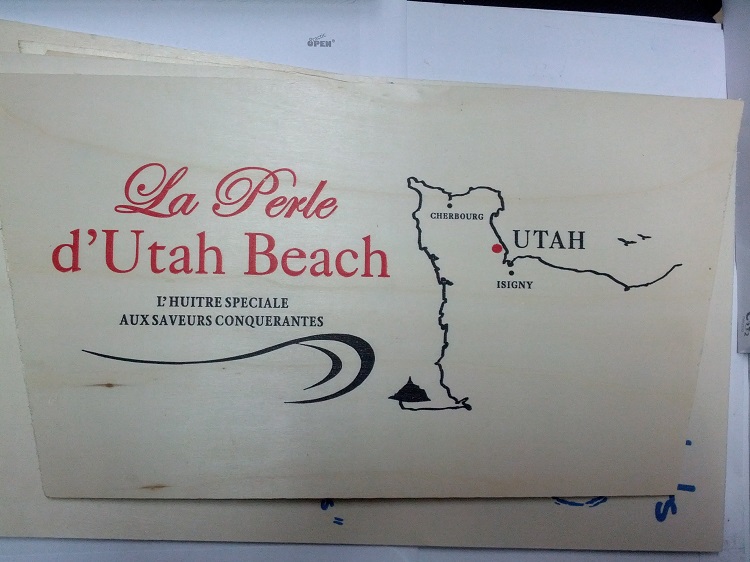 OPEN
La Perle
d'Utah Beach
L'HUITRE SPECIALE
AUX SAVEURS CONQUERANTES
CHERBOURG
UTAH
ISIGNY